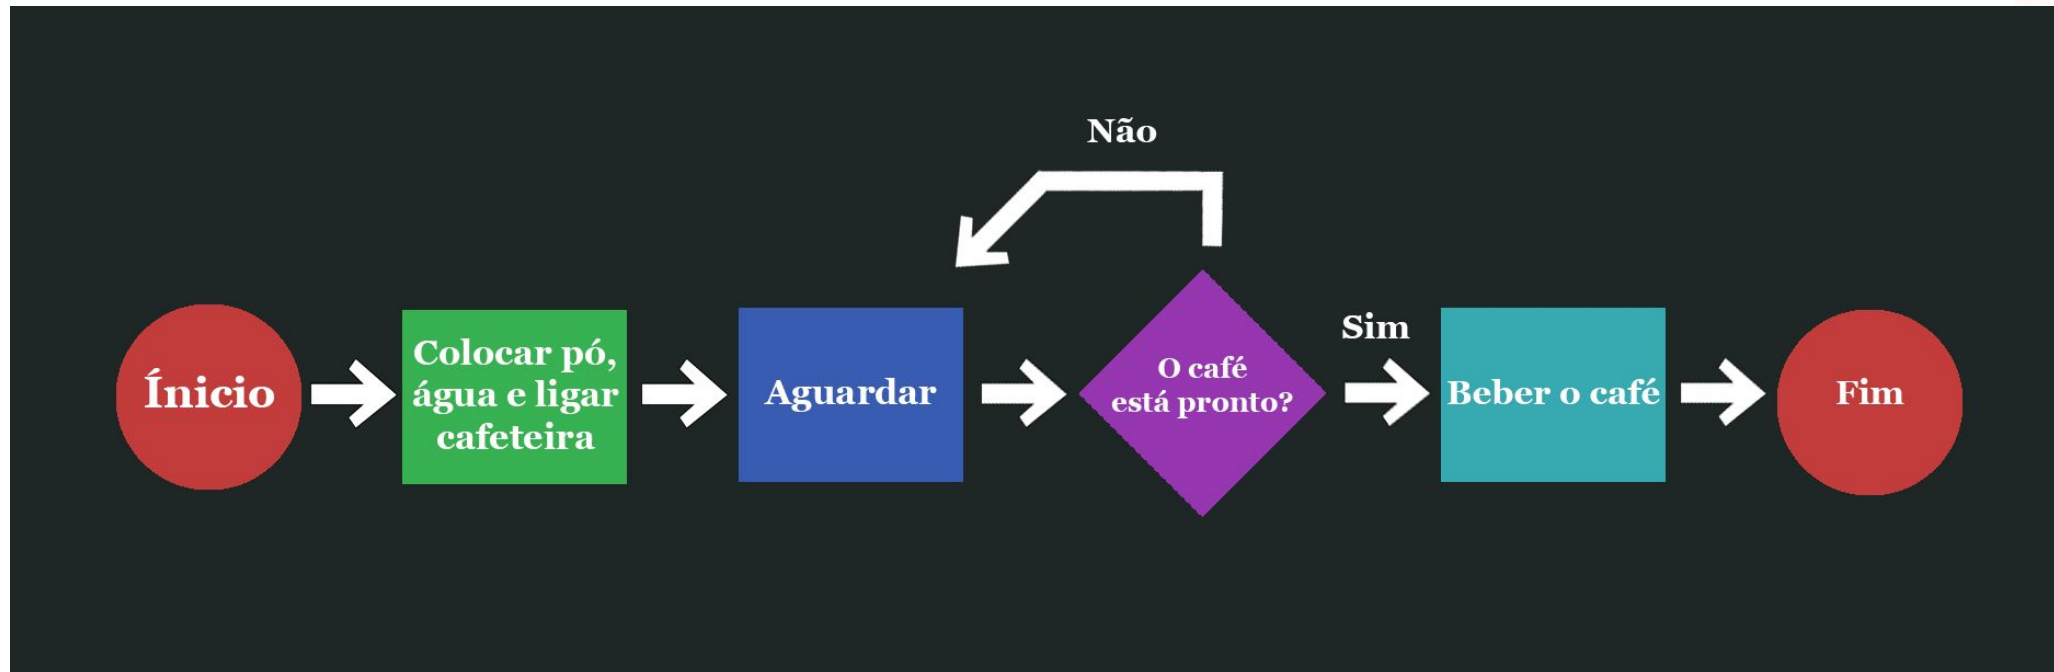 Não
Ínicio
Colocar pó,
água e ligar
cafeteira
Aguardar
O café
está pronto?
Sim
Beber o café
Fim